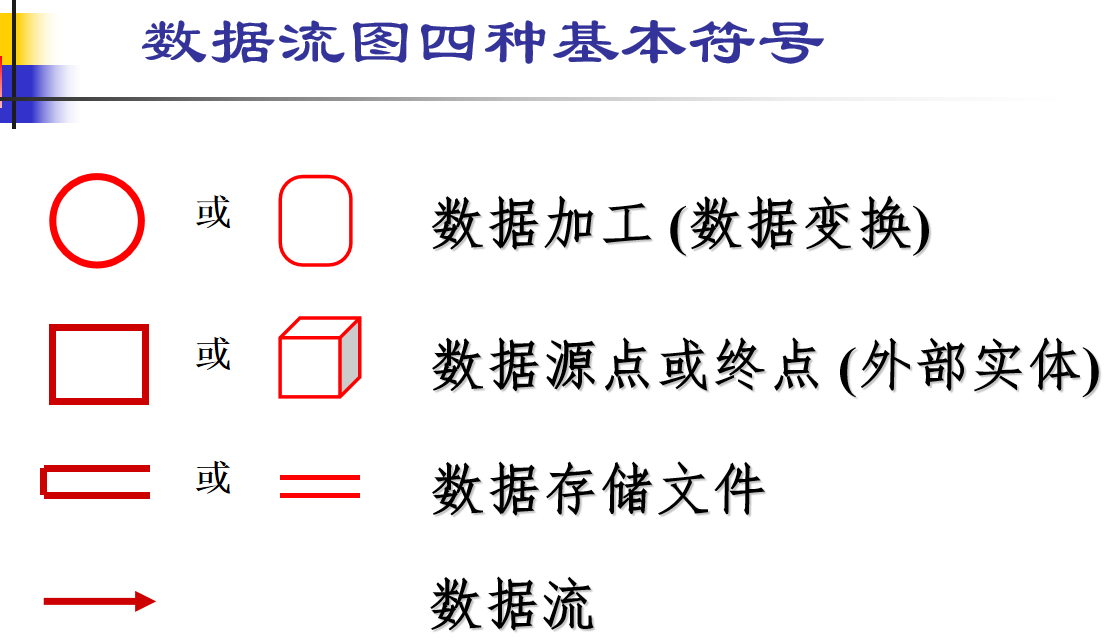 数据流图四种基本符号
或 数据加工 (数据变换)
或 数据源点或终点 (外部实体)
或 数据存储文件
数据流